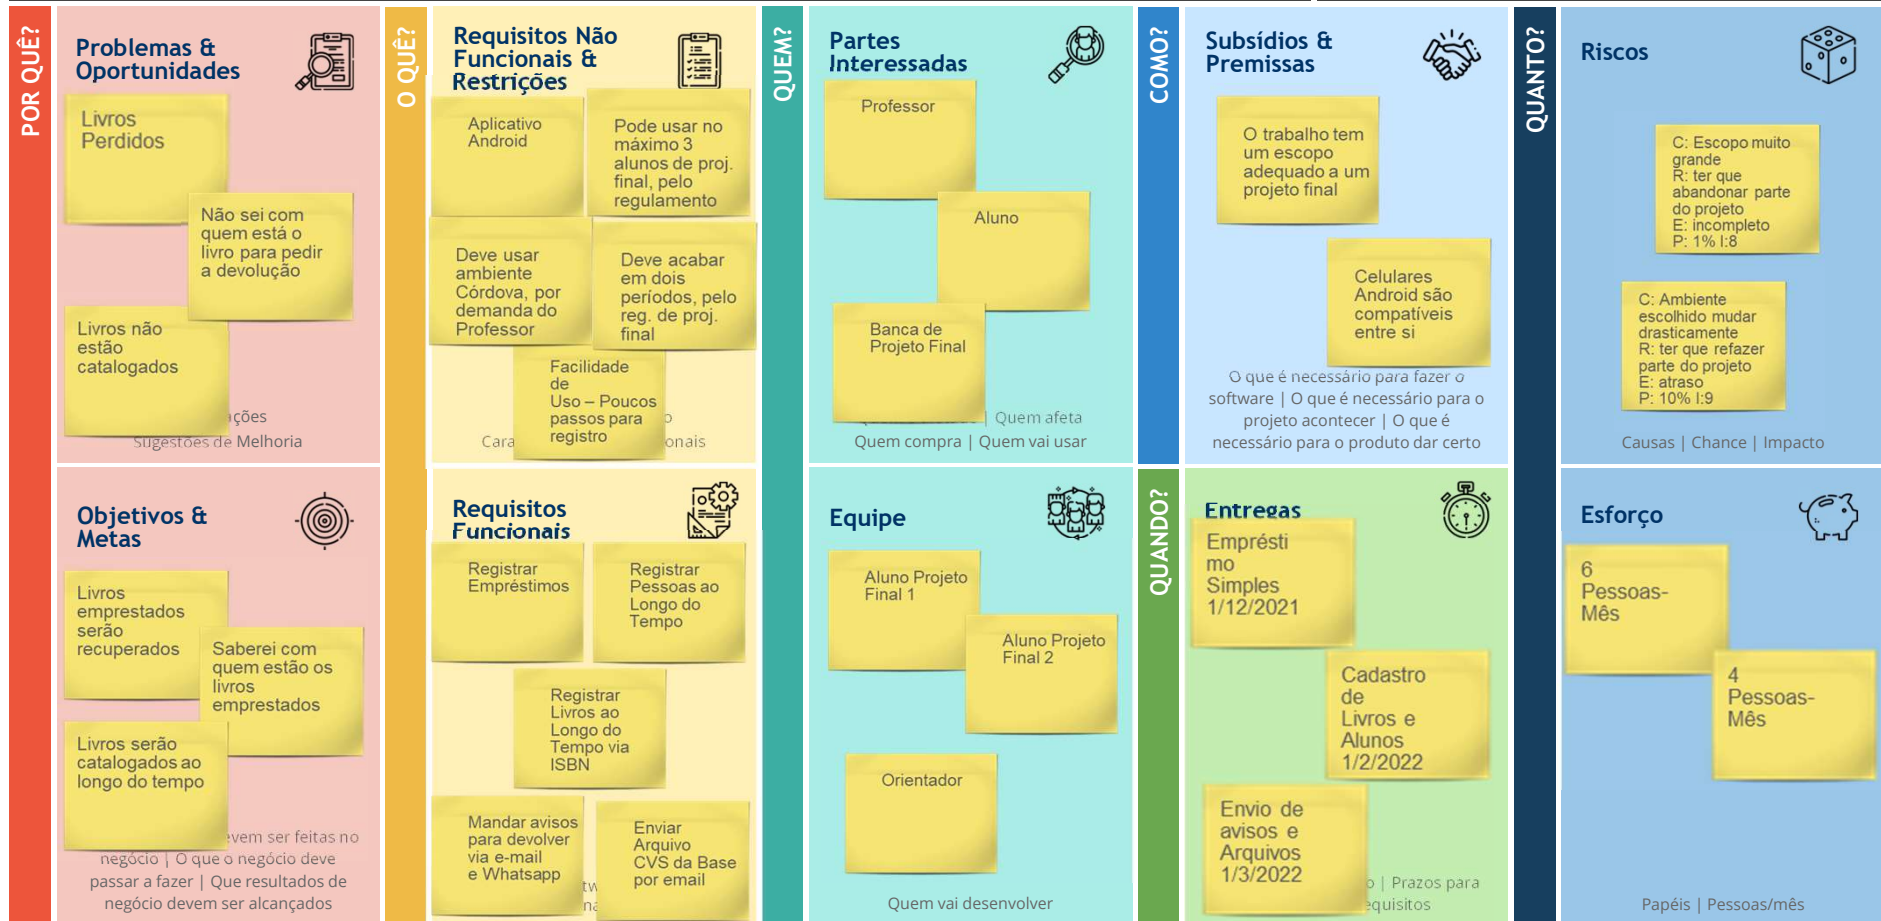 POR QUÊ?
Problemas &
Oportunidades
Livros
Perdidos
Não sei com
quem está o
livro para pedir
a devolução
Livros não
estão
catalogados
ações
Sugestões de Melhoria
Objetivos &
Metas
Livros
emprestados
serão
recuperados
Saberei com
quem estão os
livros
emprestados
Livros serão
catalogados ao
longo do tempo
evem ser feitas no
negócio | O que o negócio deve
passar a fazer | Que resultados de
negócio devem ser alcançados
O QUÊ?
Requisitos Não
Funcionais &
Restrições
Aplicativo
Android
Pode usar no
máximo 3
alunos de proj.
final, pelo
regulamento
Deve usar
ambiente
Córdova, por
demanda do
Professor
Deve acabar
em dois
períodos, pelo
reg. de proj.
final
Facilidade
de
Uso – Poucos
passos para
registro
o
Cara onais
Requisitos
Funcionais
Registrar
Empréstimos
Registrar
Pessoas ao
Longo do
Tempo
Registrar
Livros ao
Longo do
Tempo via
ISBN
Mandar avisos
para devolver
via e-mail
e Whatsapp
Enviar
Arquivo
CVS da Base
por email
QUEM?
Partes
Interessadas
Professor
Aluno
Banca de
Projeto Final
| Quem afeta
Quem compra | Quem vai usar
Equipe
Aluno Projeto
Final 1
Aluno Projeto
Final 2
Orientador
Quem vai desenvolver
COMO?
Subsídios &
Premissas
O trabalho tem
um escopo
adequado a um
projeto final
Celulares
Android são
compatíveis
entre si
O que é necessário para fazer o
software | O que é necessário para o
projeto acontecer | O que é
necessário para o produto dar certo
QUANDO?
Entregas
Emprésti
mo
Simples
1/12/2021
Cadastro
de
Livros e
Alunos
1/2/2022
Envio de
avisos e
Arquivos
1/3/2022
o | Prazos para
equisitos
QUANTO?
Riscos
C: Escopo muito
grande
R: ter que
abandonar parte
do projeto
E: incompleto
P: 1% I:8
C: Ambiente
escolhido mudar
drasticamente
R: ter que refazer
parte do projeto
E: atraso
P: 10% I:9
Causas | Chance | Impacto
Esforço
6
Pessoas-
Mês
4
Pessoas-
Mês
Papéis | Pessoas/mês